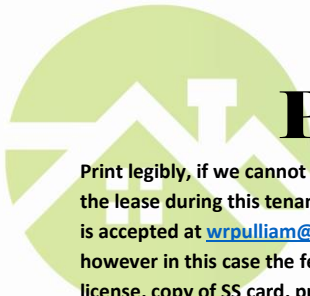 Print legibly, if we cannot
the lease during this tenan
is accepted at wrpulliam@
however in this case the fe
license, copy of SS card, pr